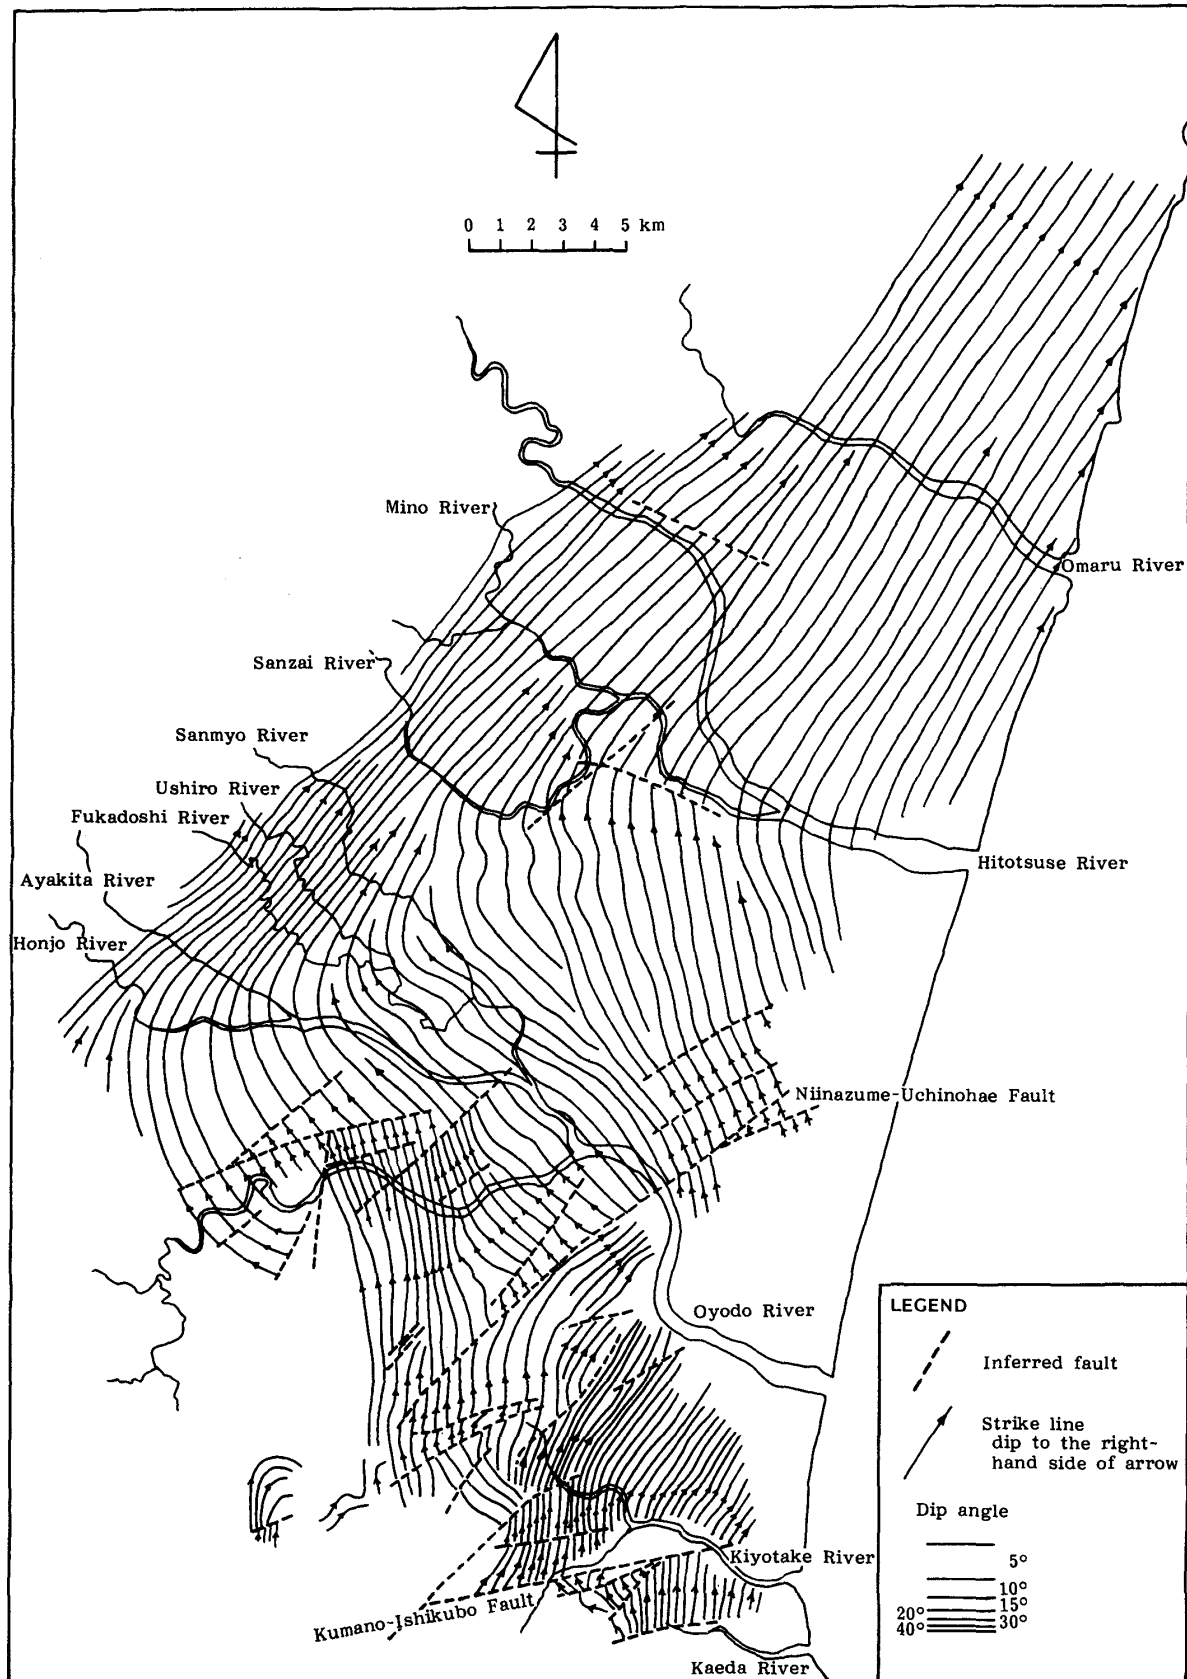 0 1 2 3 4 5 km
Mino River
Omaru River
Sanzai River
Sanmyo River
Ushiro River
Fukadoshi River
Ayakita River
Hitotsuse River
Honjo River
Niinazume-Uchinohae Fault
Oyodo River
LEGEND
Inferred fault
Strike line
dip to the right-
hand side of arrow
Dip angle
5°
10°
15°
20°
30°
40°
Kiyotake River
Kumano-Ishikubo Fault
Kaeda River